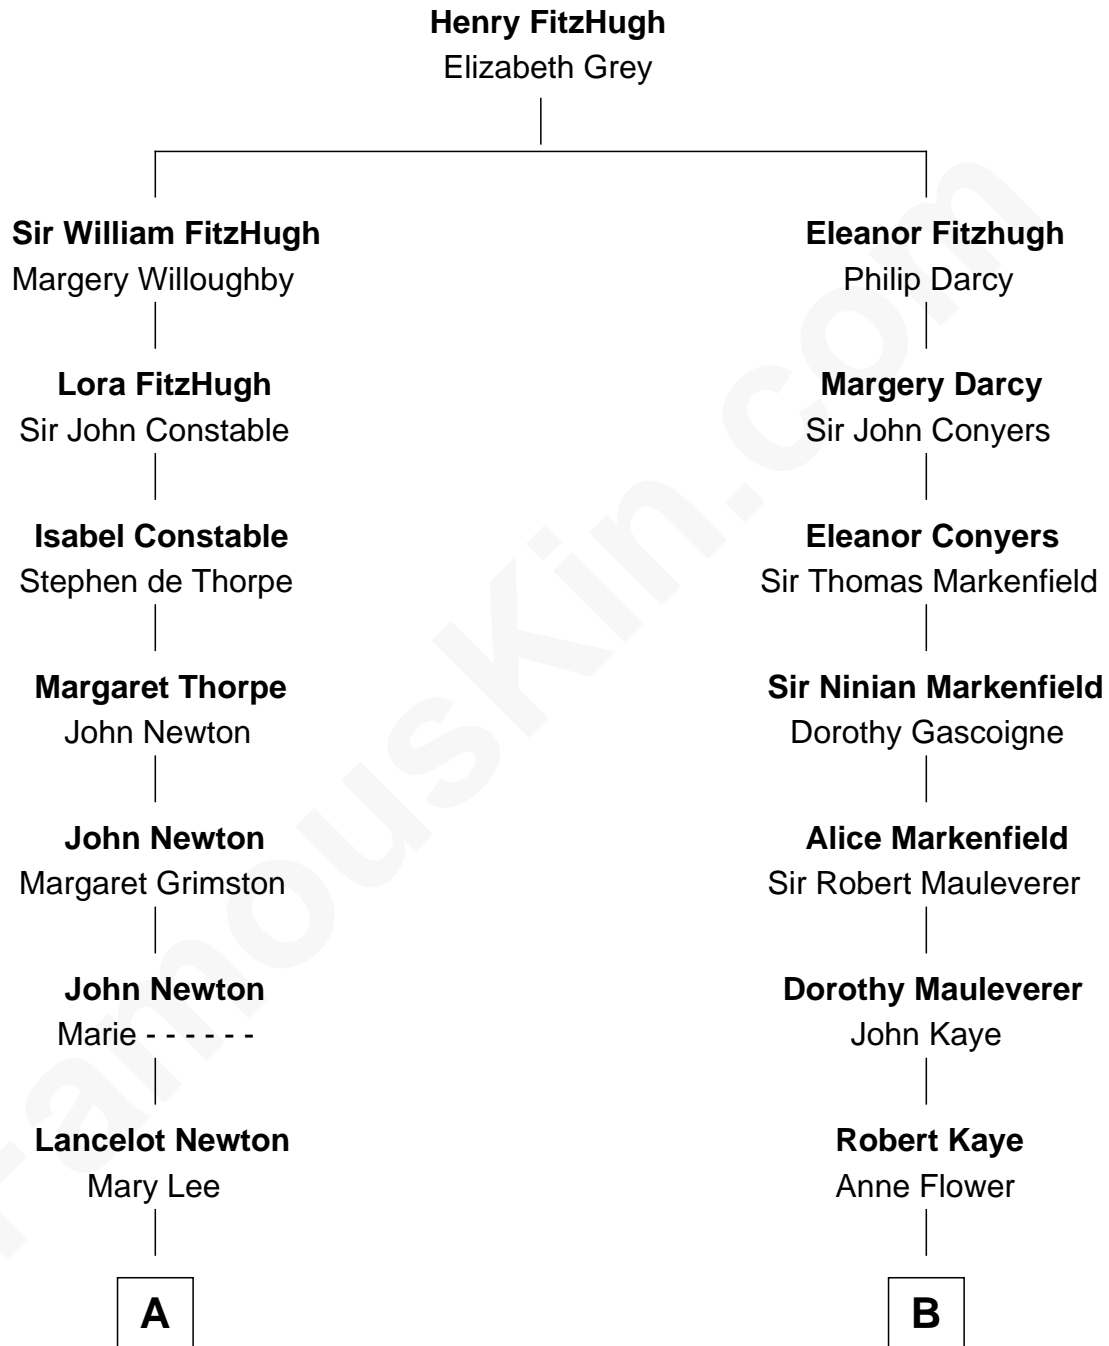 Henry FitzHugh
Elizabeth Grey
Sir William FitzHugh
Margery Willoughby
Lora FitzHugh
Sir John Constable
Isabel Constable
Stephen de Thorpe
Margaret Thorpe
John Newton
John Newton
Margaret Grimston
John Newton
Marie - - - - - -
Lancelot Newton
Mary Lee
A
Eleanor Fitzhugh
Philip Darcy
Margery Darcy
Sir John Conyers
Eleanor Conyers
Sir Thomas Markenfield
Sir Ninian Markenfield
Dorothy Gascoigne
Alice Markenfield
Sir Robert Mauleverer
Dorothy Mauleverer
John Kaye
Robert Kaye
Anne Flower
B
FamousKin.com